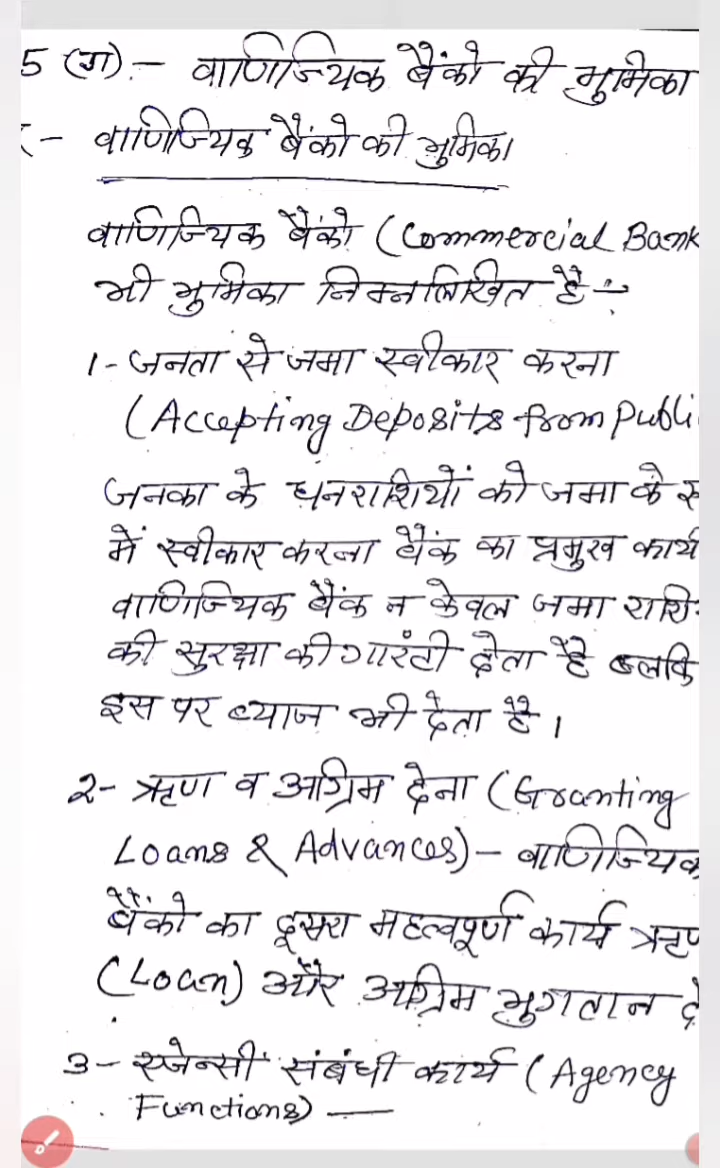 5 (ग) :- वाणिज्यिक बैंको की भुमिका
:- वाणिज्यिक बैंको की भुमिका
वाणिज्यिक बैंको (Commercial Bank
की भुमिका निम्नलिखित है :-
1- जनता से जमा स्वीकार करना
(Accepting Deposits from Publi
जनका के धनराशियों को जमा के रु
में स्वीकार करना बैंक का प्रमुख कार्य
वाणिज्यिक बैंक न केवल जमा राशि
की सुरक्षा की गारंटी देता है बलकि
इस पर ब्याज भी देता है ।
2- ऋण व अग्रिम देना (Granting
Loans & Advances) - वाणिज्यिक
बैंको का दूसरा महत्वपूर्ण कार्य ऋण
(Loan) और अग्रिम भुगतान दे
3- एजेन्सी संबंधी कार्य (Agency
Functions) —